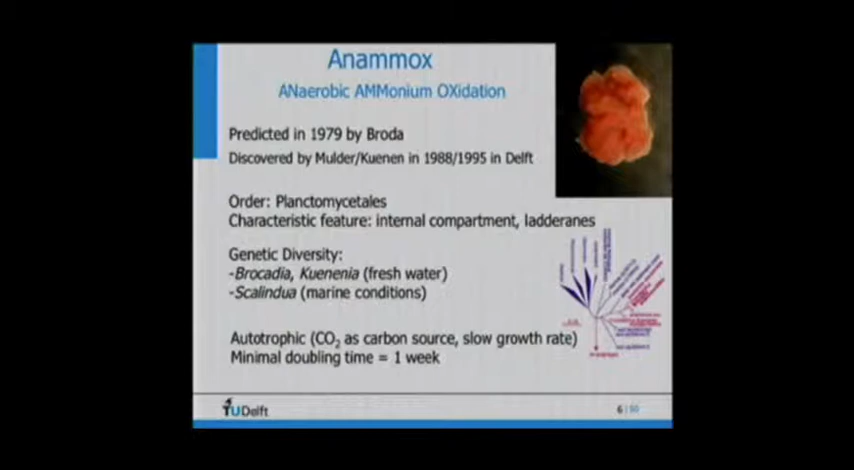 Anammox
ANaerobic AMMonium OXidation
Predicted in 1979 by Broda
Discovered by Mulder/Kuenen in 1988/1995 in Delft
Order: Planctomycetales
Characteristic feature: internal compartment, ladderanes
Genetic Diversity:
-Brocadia, Kuenenia (fresh water)
-Scalindua (marine conditions)
Autotrophic (CO₂ as carbon source, slow growth rate)
Minimal doubling time = 1 week
TUDelft
6 |